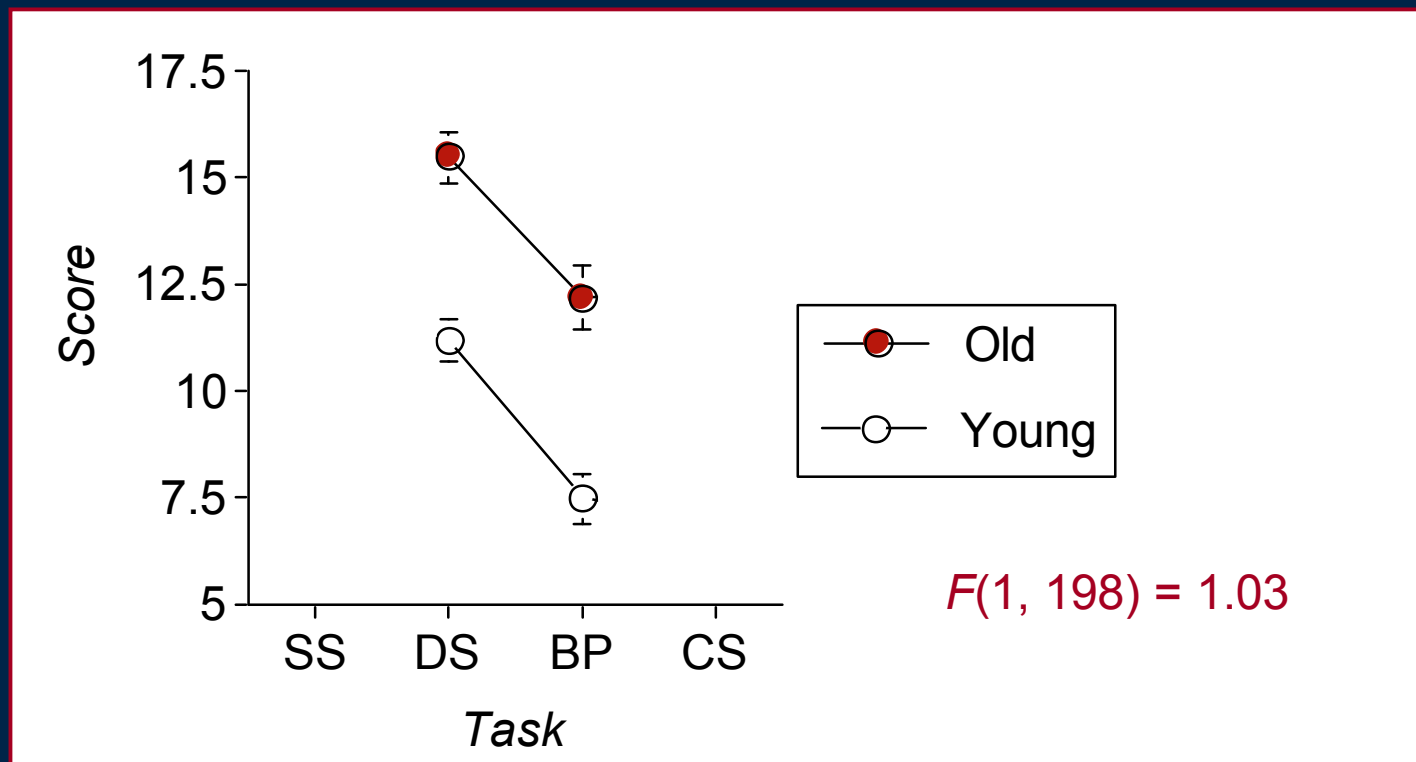 17.5
15
12.5
10
7.5
5
Score
SS DS BP CS
Task
Old
Young
F(1, 198) = 1.03